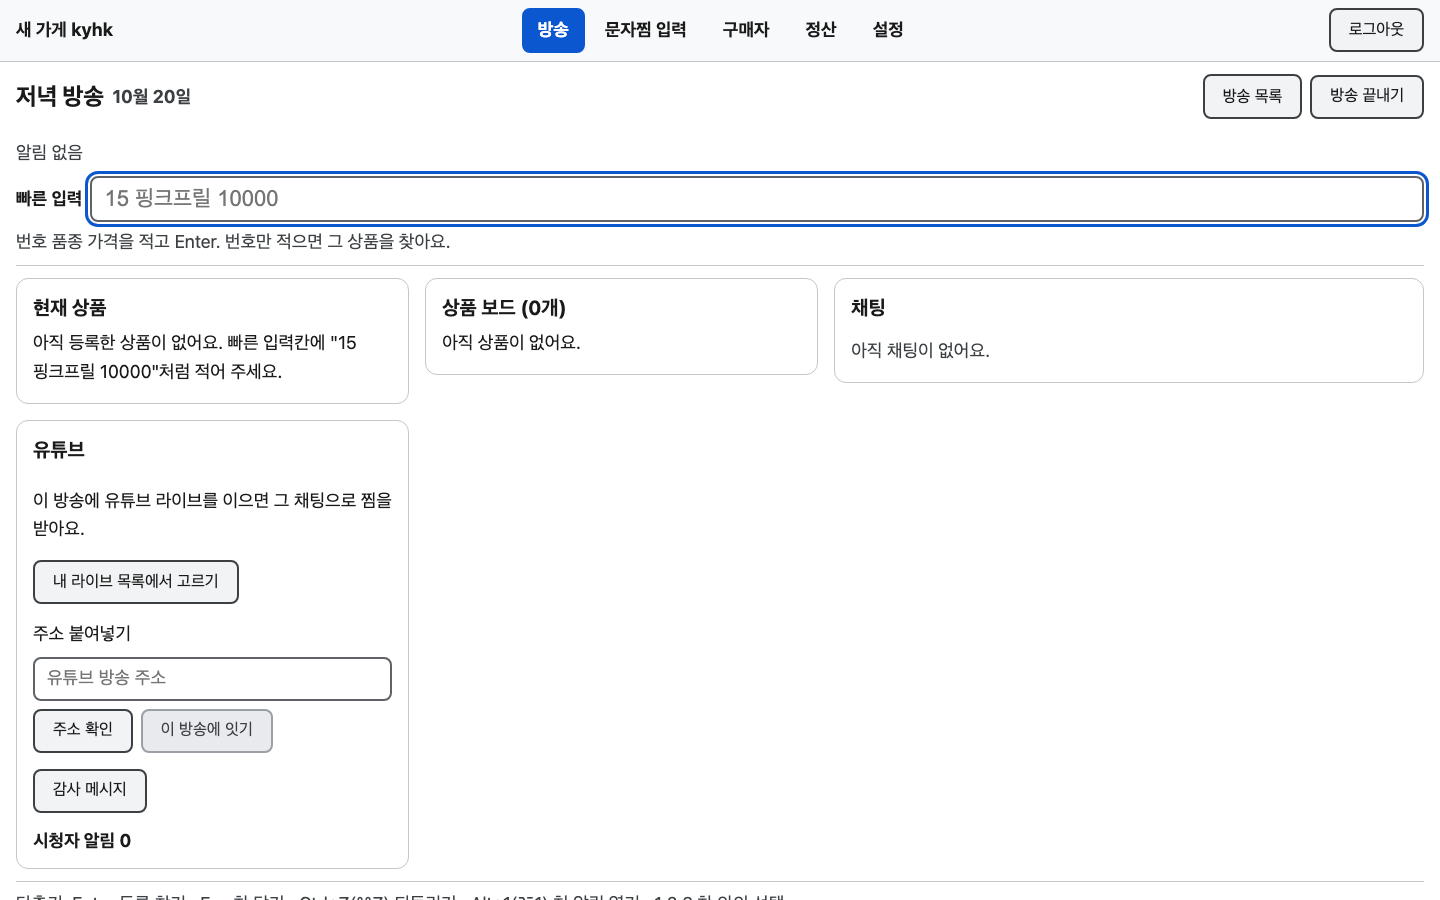 새 가게 kyhk
방송 문자찜 입력 구매자 정산 설정
로그아웃
저녁 방송 10월 20일
방송 목록 방송 끝내기
알림 없음
빠른 입력 15 핑크프릴 10000
번호 품종 가격을 적고 Enter. 번호만 적으면 그 상품을 찾아요.
현재 상품
아직 등록한 상품이 없어요. 빠른 입력칸에 "15
핑크프릴 10000"처럼 적어 주세요.
상품 보드 (0개)
아직 상품이 없어요.
채팅
아직 채팅이 없어요.
유튜브
이 방송에 유튜브 라이브를 이으면 그 채팅으로 찜을
받아요.
내 라이브 목록에서 고르기
주소 붙여넣기
유튜브 방송 주소
주소 확인 이 방송에 잇기
감사 메시지
시청자 알림 0